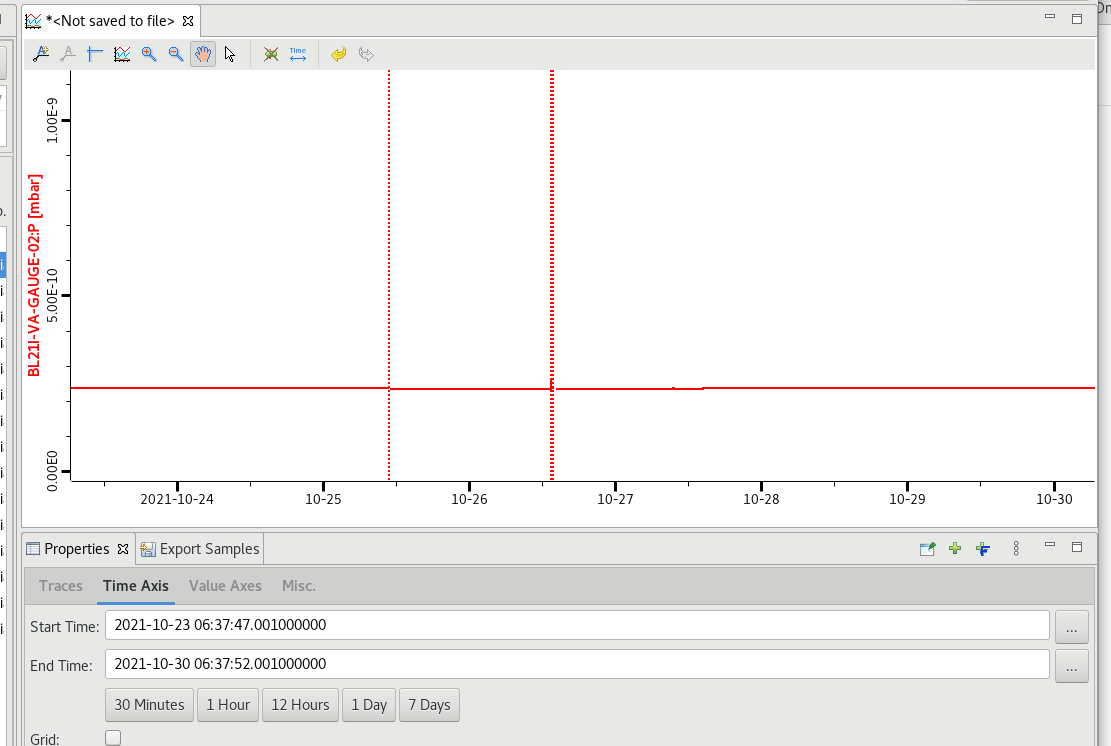 *<Not saved to file>
Time
1.00E-9
5.00E-10
0.00E0
BL21I-VA-GAUGE-02:P [mbar]
2021-10-24 10-25 10-26 10-27 10-28 10-29 10-30
Properties Export Samples
Traces Time Axis Value Axes Misc.
Start Time: 2021-10-23 06:37:47.001000000 ...
End Time: 2021-10-30 06:37:52.001000000 ...
30 Minutes 1 Hour 12 Hours 1 Day 7 Days
Grid: